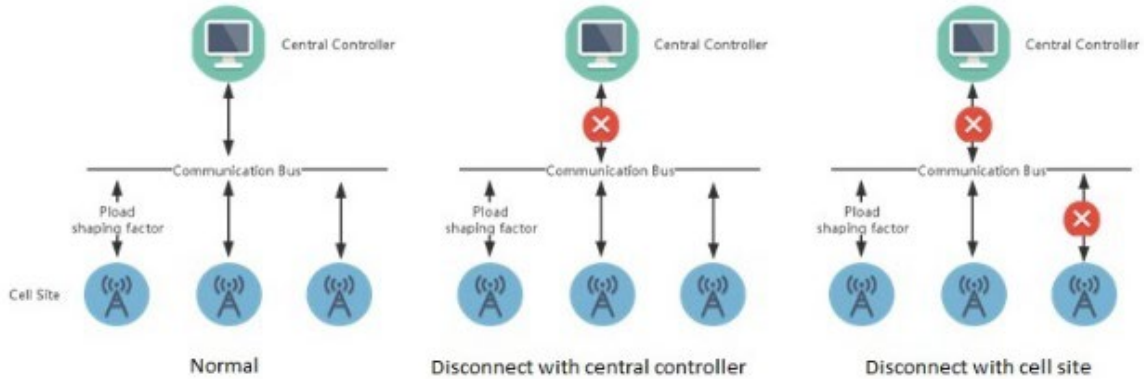 Central Controller
Central Controller
Central Controller
Communication Bus
Communication Bus
Communication Bus
Pload
shaping factor
Pload
shaping factor
Pload
shaping factor
Cell Site
Normal
Disconnect with central controller
Disconnect with cell site